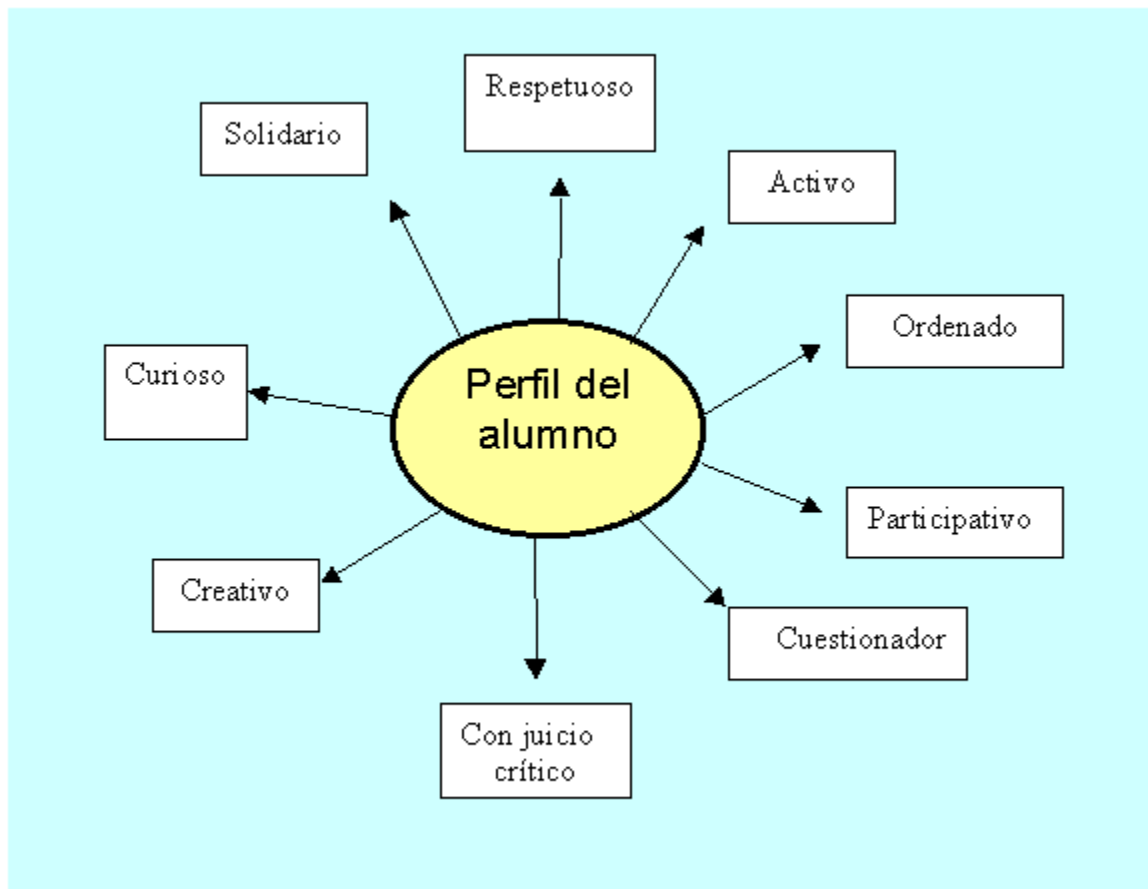 Respetuoso
Solidario
Activo
Ordenado
Curioso
Perfil del
alumno
Participativo
Creativo
Cuestionador
Con juicio
crítico